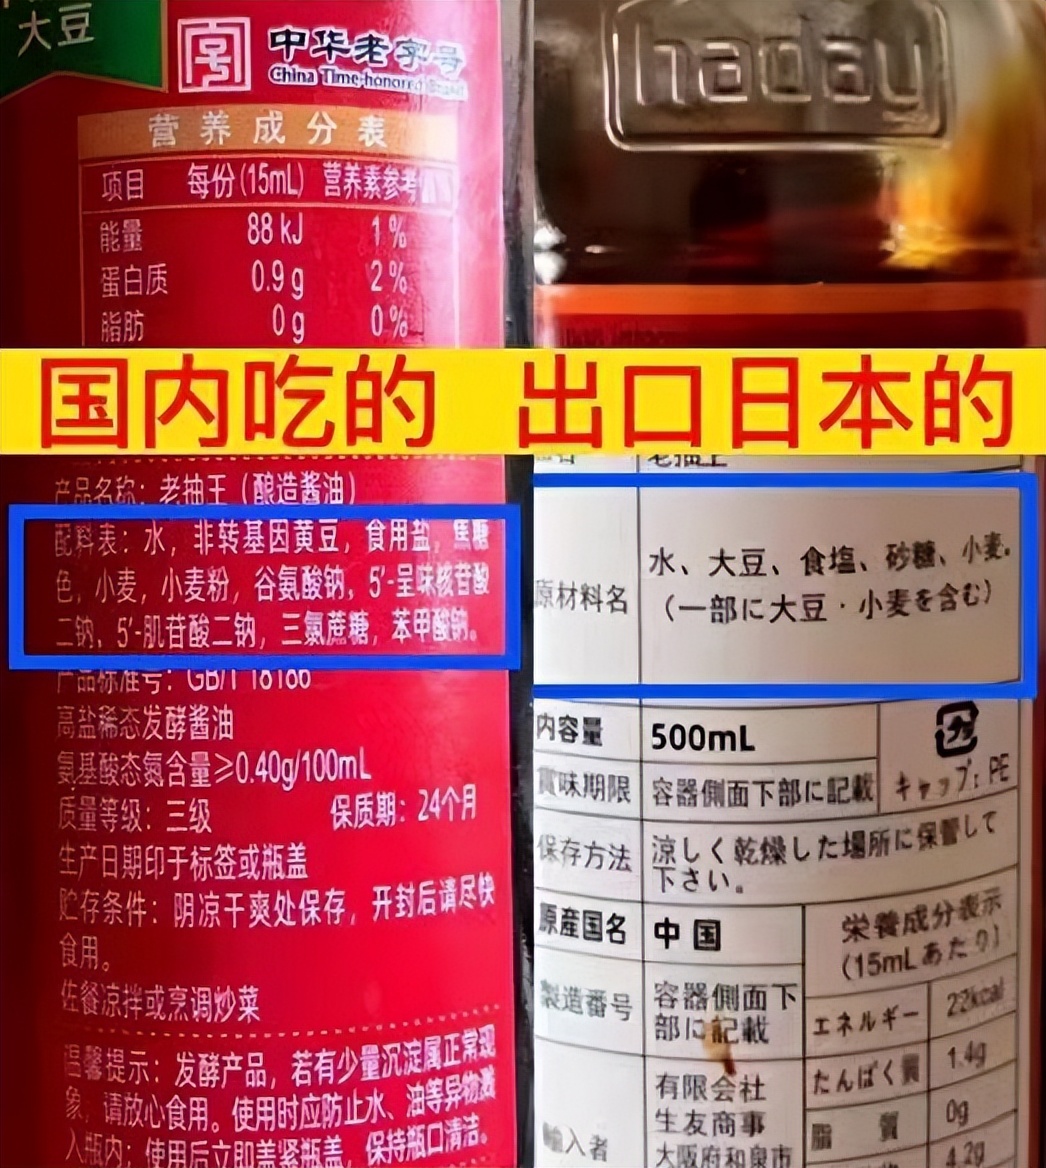 大豆
字号
中华老字号
China Time-honored Brand
营养成分表
项目 每份(15mL) 营养素参考
能量 88 kJ 1%
蛋白质 0.9g 2%
脂肪 0g 0%
haday
国内吃的 出口日本的
产品名称：老抽王（酿造酱油）
配料表：水，非转基因黄豆，食用盐，焦糖
色，小麦，小麦粉，谷氨酸钠，5′-呈味核苷酸
二钠，5′-肌苷酸二钠，三氯蔗糖，苯甲酸钠。
产品标准号：GB/T 18186
高盐稀态发酵酱油
氨基酸态氮含量≥0.40g/100mL
质量等级：三级 保质期：24个月
生产日期印于标签或瓶盖
贮存条件：阴凉干爽处保存，开封后请尽快
食用。
佐餐凉拌或烹调炒菜
温馨提示：发酵产品，若有少量沉淀属正常现
象，请放心食用。使用时应防止水、油等异物溅
入瓶内；使用后立即盖紧瓶盖，保持瓶口清洁。
老抽王
原材料名
水、大豆、食塩、砂糖、小麦。
（一部に大豆・小麦を含む）
内容量 500mL
キャップ：PE
賞味期限 容器側面下部に記載
保存方法 涼しく乾燥した場所に保管して
下さい。
原産国名 中国
栄養成分表示
（15mLあたり）
製造番号 容器側面下
部に記載
エネルギー 22kcal
たんぱく質 1.4g
脂質 0g
4.2g
輸入者
有限会社
生友商事
大阪府和泉市